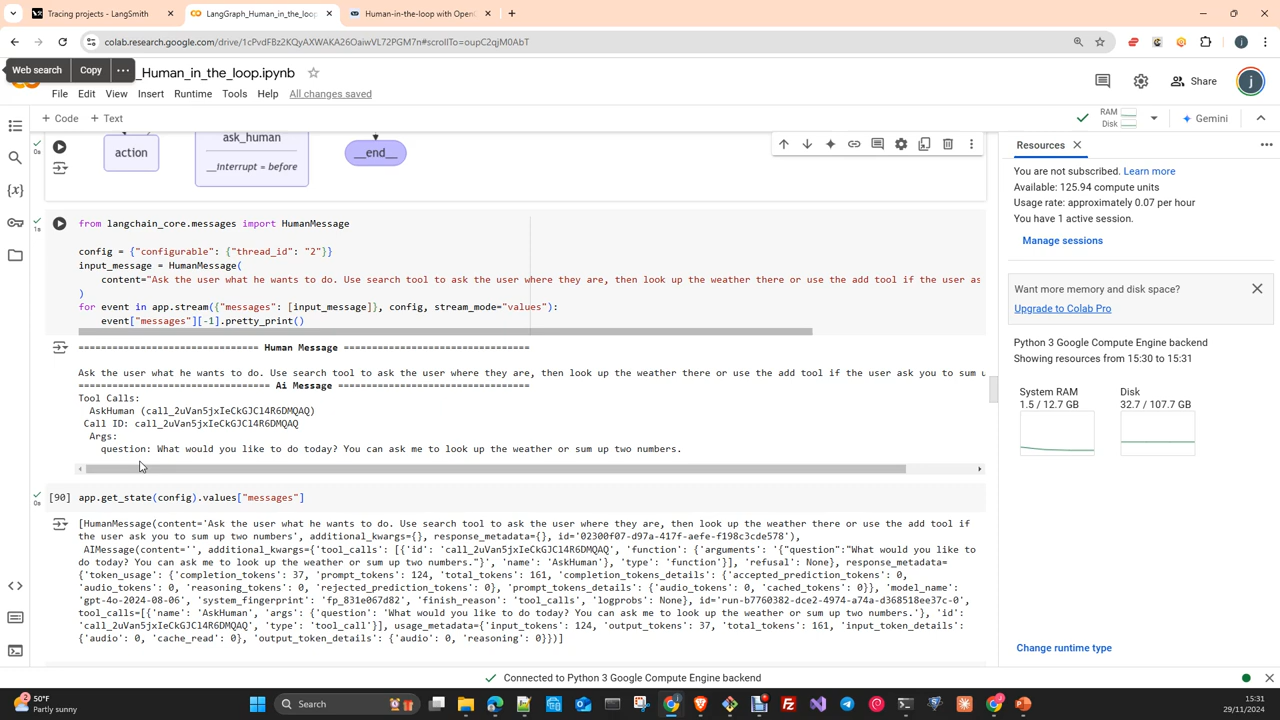 Tracing projects - LangSmith
LangGraph_Human_in_the_loop
Human-in-the-loop with Open
colab.research.google.com/drive/1cPvdFBz2KQyAXWAKA26OaiwVL72PGM7n#scrollTo=oupC2qjM0AbT
Web search
Copy
_Human_in_the_loop.ipynb
File Edit View Insert Runtime Tools Help All changes saved
Share
j
+ Code + Text
RAM
Disk
Gemini
action
ask_human
__interrupt = before
__end__
0s
1s
from langchain_core.messages import HumanMessage
config = {"configurable": {"thread_id": "2"}}
input_message = HumanMessage(
content="Ask the user what he wants to do. Use search tool to ask the user where they are, then look up the weather there or use the add tool if the user as
)
for event in app.stream({"messages": [input_message]}, config, stream_mode="values"):
event["messages"][-1].pretty_print()
================================ Human Message =================================
Ask the user what he wants to do. Use search tool to ask the user where they are, then look up the weather there or use the add tool if the user ask you to sum u
================================== Ai Message ==================================
Tool Calls:
AskHuman (call_2uVan5jxIeCkGJCl4R6DMQAQ)
Call ID: call_2uVan5jxIeCkGJCl4R6DMQAQ
Args:
question: What would you like to do today? You can ask me to look up the weather or sum up two numbers.
0s
[90] app.get_state(config).values["messages"]
[HumanMessage(content='Ask the user what he wants to do. Use search tool to ask the user where they are, then look up the weather there or use the add tool if
the user ask you to sum up two numbers', additional_kwargs={}, response_metadata={}, id='02300f07-d97a-417f-aefe-f198c3cde578'),
AIMessage(content='', additional_kwargs={'tool_calls': [{'id': 'call_2uVan5jxIeCkGJCl4R6DMQAQ', 'function': {'arguments': '{"question":"What would you like to
do today? You can ask me to look up the weather or sum up two numbers."}', 'name': 'AskHuman'}, 'type': 'function'}], 'refusal': None}, response_metadata=
{'token_usage': {'completion_tokens': 37, 'prompt_tokens': 124, 'total_tokens': 161, 'completion_tokens_details': {'accepted_prediction_tokens': 0,
'audio_tokens': 0, 'reasoning_tokens': 0, 'rejected_prediction_tokens': 0}, 'prompt_tokens_details': {'audio_tokens': 0, 'cached_tokens': 0}}, 'model_name':
'gpt-4o-2024-08-06', 'system_fingerprint': 'fp_831e067d82', 'finish_reason': 'tool_calls', 'logprobs': None}, id='run-b7760382-dce2-4974-a744-d36851dee37c-0',
tool_calls=[{'name': 'AskHuman', 'args': {'question': 'What would you like to do today? You can ask me to look up the weather or sum up two numbers.'}, 'id':
'call_2uVan5jxIeCkGJCl4R6DMQAQ', 'type': 'tool_call'}], usage_metadata={'input_tokens': 124, 'output_tokens': 37, 'total_tokens': 161, 'input_token_details':
{'audio': 0, 'cache_read': 0}, 'output_token_details': {'audio': 0, 'reasoning': 0}})]
Resources
You are not subscribed. Learn more
Available: 125.94 compute units
Usage rate: approximately 0.07 per hour
You have 1 active session.
Manage sessions
Want more memory and disk space?
Upgrade to Colab Pro
Python 3 Google Compute Engine backend
Showing resources from 15:30 to 15:31
System RAM
1.5 / 12.7 GB
Disk
32.7 / 107.7 GB
Change runtime type
Connected to Python 3 Google Compute Engine backend
2
50°F
Partly sunny
Search
15:31
29/11/2024